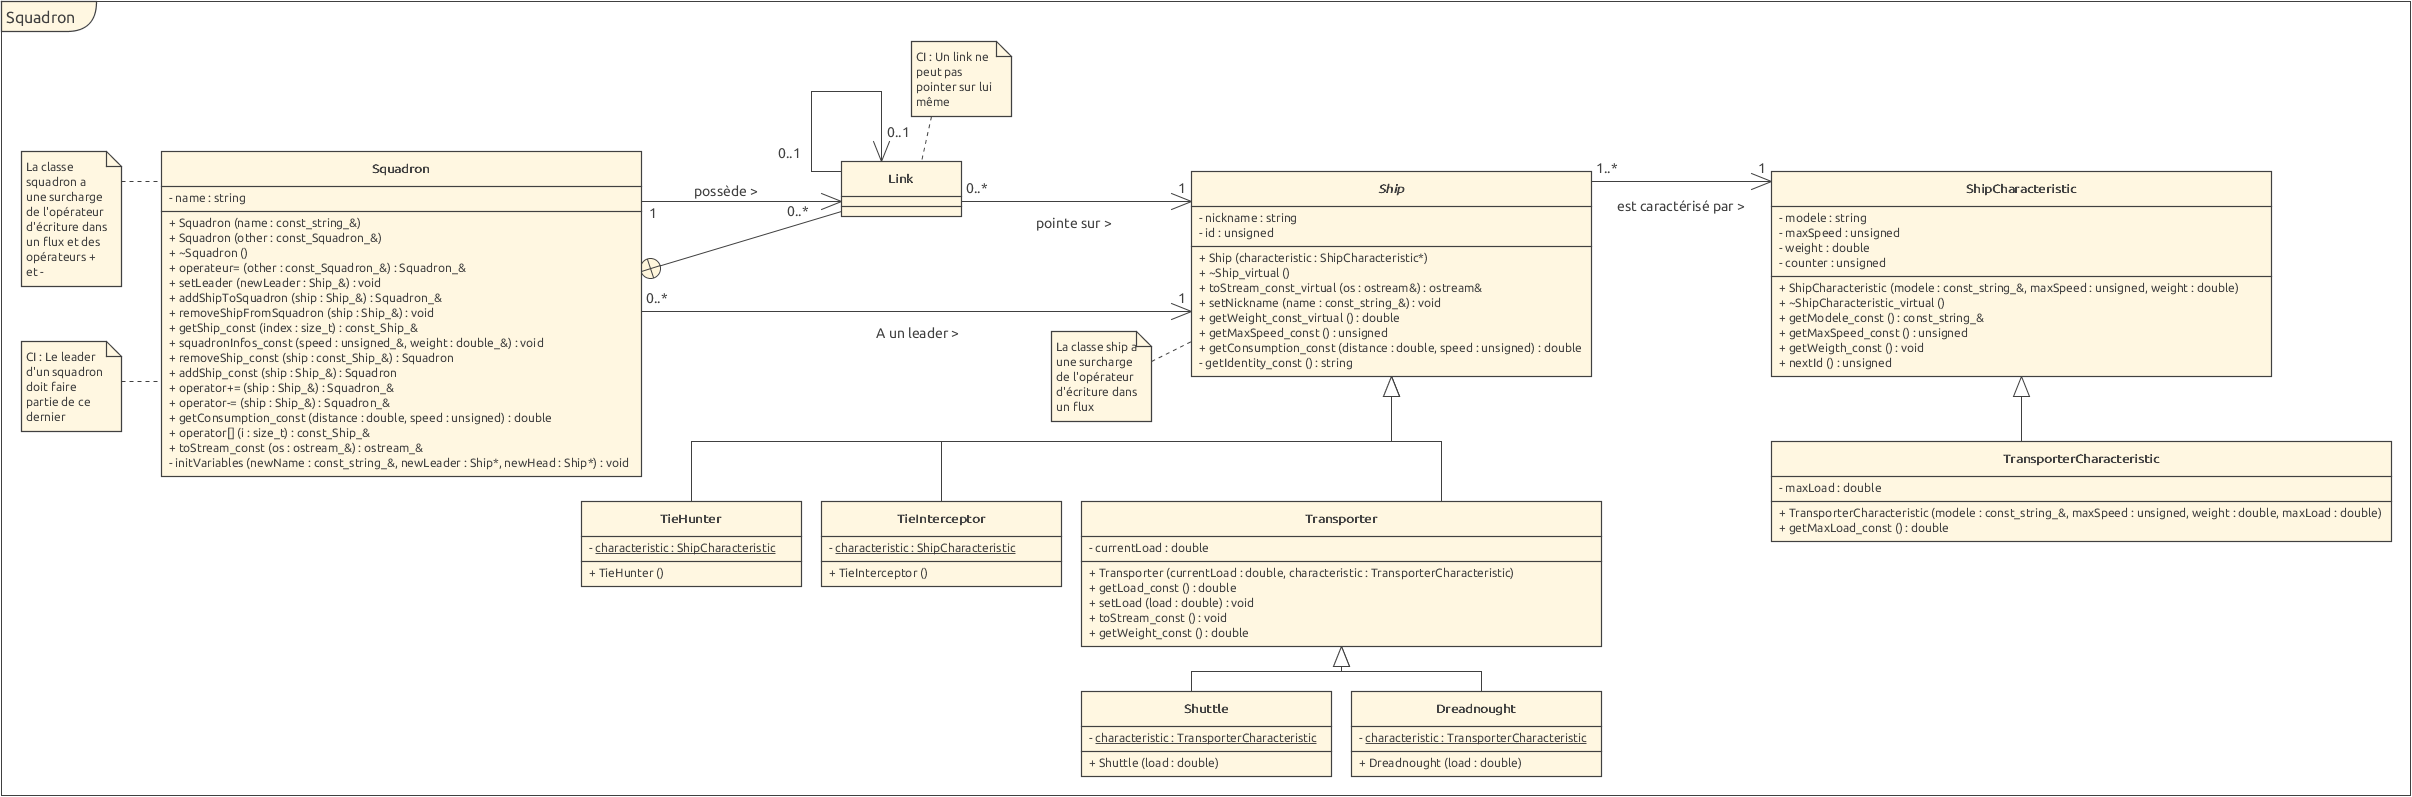 Squadron
CI : Un link ne
peut pas
pointer sur lui
même
0..1
0..1
La classe
squadron a
une surcharge
de l'opérateur
d'écriture dans
un flux et des
opérateurs +
et -
CI : Le leader
d'un squadron
doit faire
partie de ce
dernier
Squadron
- name : string
+ Squadron (name : const_string_&)
+ Squadron (other : const_Squadron_&)
+ ~Squadron ()
+ operateur= (other : const_Squadron_&) : Squadron_&
+ setLeader (newLeader : Ship_&) : void
+ addShipToSquadron (ship : Ship_&) : Squadron_&
+ removeShipFromSquadron (ship : Ship_&) : void
+ getShip_const (index : size_t) : const_Ship_&
+ squadronInfos_const (speed : unsigned_&, weight : double_&) : void
+ removeShip_const (ship : const_Ship_&) : Squadron
+ addShip_const (ship : Ship_&) : Squadron
+ operator+= (ship : Ship_&) : Squadron_&
+ operator-= (ship : Ship_&) : Squadron_&
+ getConsumption_const (distance : double, speed : unsigned) : double
+ operator[] (i : size_t) : const_Ship_&
+ toStream_const (os : ostream_&) : ostream_&
- initVariables (newName : const_string_&, newLeader : Ship*, newHead : Ship*) : void
possède >
1
0..*
Link
0..*
1
pointe sur >
0..*
1
A un leader >
La classe ship a
une surcharge
de l'opérateur
d'écriture dans
un flux
Ship
- nickname : string
- id : unsigned
+ Ship (characteristic : ShipCharacteristic*)
+ ~Ship_virtual ()
+ toStream_const_virtual (os : ostream&) : ostream&
+ setNickname (name : const_string_&) : void
+ getWeight_const_virtual () : double
+ getMaxSpeed_const () : unsigned
+ getConsumption_const (distance : double, speed : unsigned) : double
- getIdentity_const () : string
1..*
1
est caractérisé par >
ShipCharacteristic
- modele : string
- maxSpeed : unsigned
- weight : double
- counter : unsigned
+ ShipCharacteristic (modele : const_string_&, maxSpeed : unsigned, weight : double)
+ ~ShipCharacteristic_virtual ()
+ getModele_const () : const_string_&
+ getMaxSpeed_const () : unsigned
+ getWeigth_const () : void
+ nextId () : unsigned
TransporterCharacteristic
- maxLoad : double
+ TransporterCharacteristic (modele : const_string_&, maxSpeed : unsigned, weight : double, maxLoad : double)
+ getMaxLoad_const () : double
TieHunter
- characteristic : ShipCharacteristic
+ TieHunter ()
TieInterceptor
- characteristic : ShipCharacteristic
+ TieInterceptor ()
Transporter
- currentLoad : double
+ Transporter (currentLoad : double, characteristic : TransporterCharacteristic)
+ getLoad_const () : double
+ setLoad (load : double) : void
+ toStream_const () : void
+ getWeight_const () : double
Shuttle
- characteristic : TransporterCharacteristic
+ Shuttle (load : double)
Dreadnought
- characteristic : TransporterCharacteristic
+ Dreadnought (load : double)